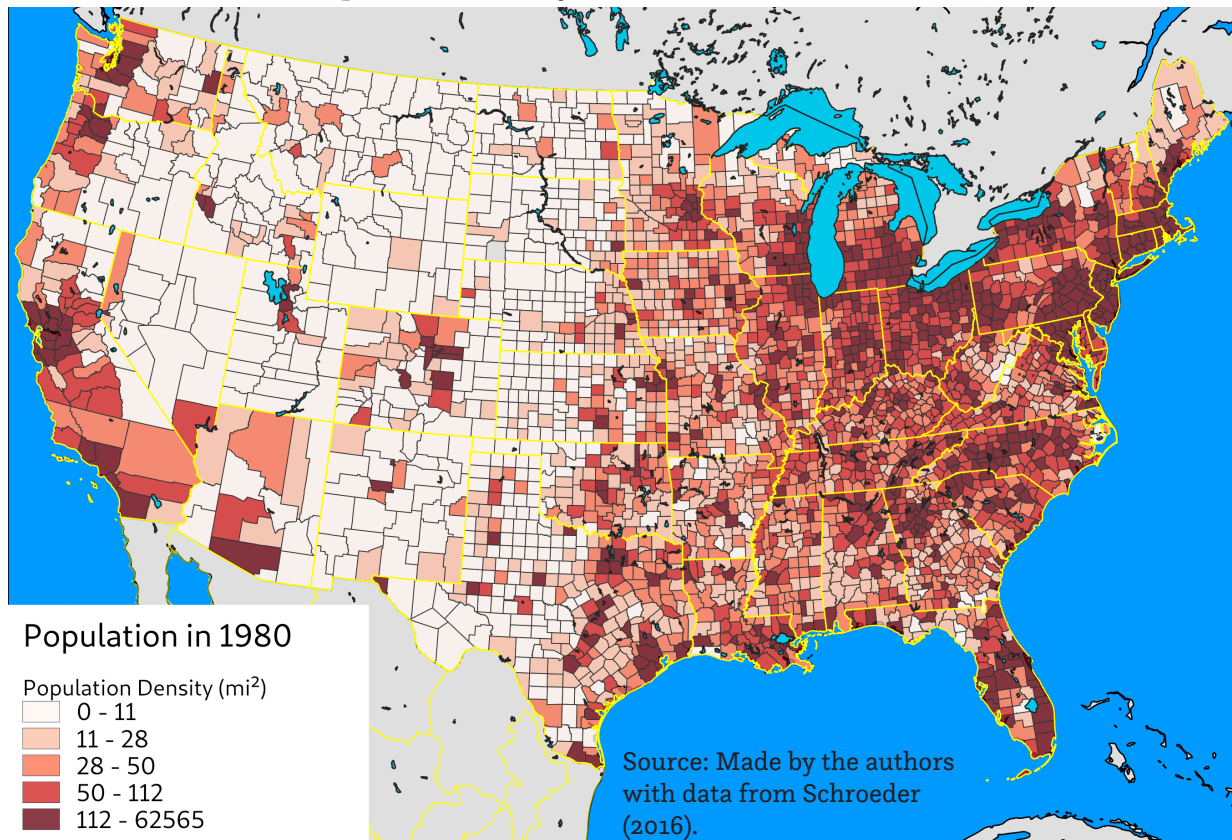 Population in 1980
Population Density (mi²)
0 - 11
11 - 28
28 - 50
50 - 112
112 - 62565
Source: Made by the authors
with data from Schroeder
(2016).